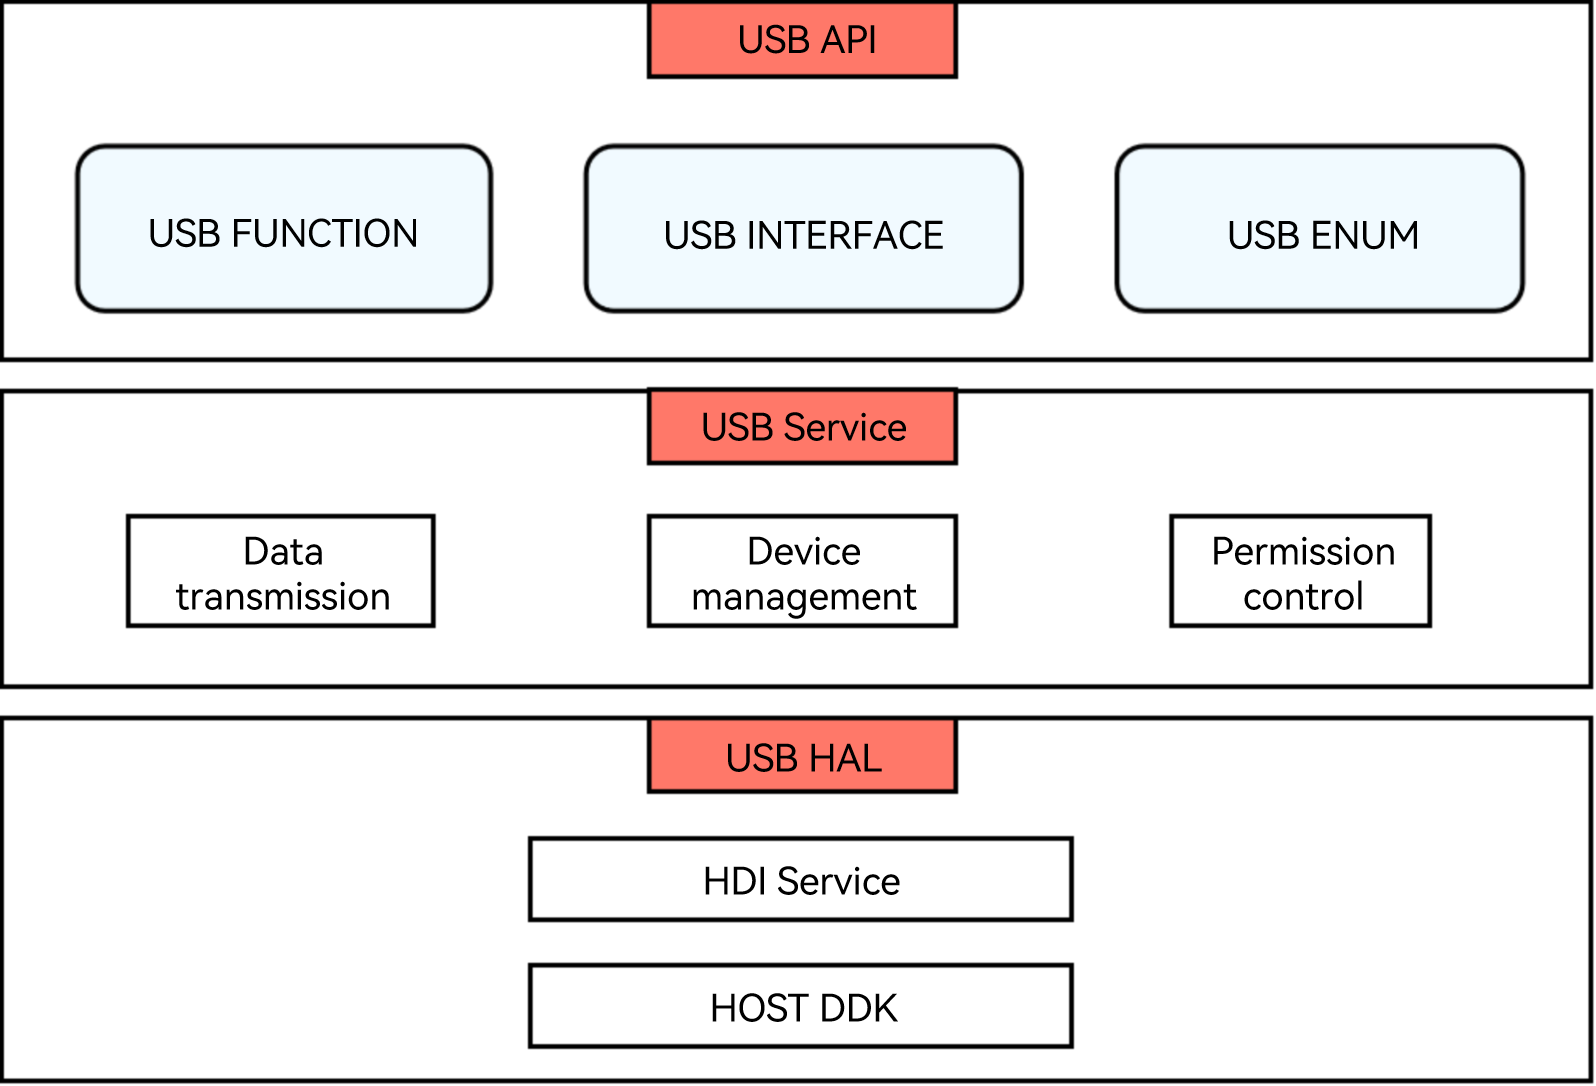 USB API
USB FUNCTION
USB INTERFACE
USB ENUM
USB Service
Data
transmission
Device
management
Permission
control
USB HAL
HDI Service
HOST DDK